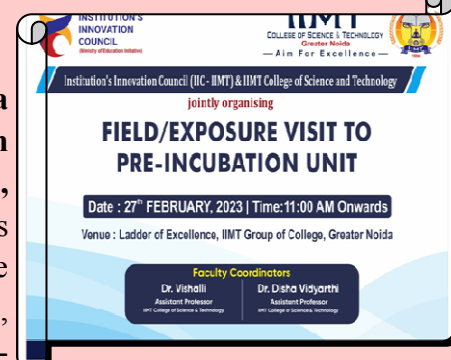 INSTITUTION'S
INNOVATION
COUNCIL
(Ministry of Education Initiative)
IIMT
COLLEGE OF SCIENCE & TECHNOLOGY
Greater Noida
— Aim For Excellence —
Institution's Innovation Council (IIC - IIMT) & IIMT College of Science and Technology
jointly organising
FIELD/EXPOSURE VISIT TO
PRE-INCUBATION UNIT
Date : 27th FEBRUARY, 2023 | Time:11:00 AM Onwards
Venue : Ladder of Excellence, IIMT Group of College, Greater Noida
Faculty Coordinators
Dr. Vishalli
Assistant Professor
IIMT College of Science & Technology
Dr. Disha Vidyarthi
Assistant Professor
IIMT College of Science & Technology